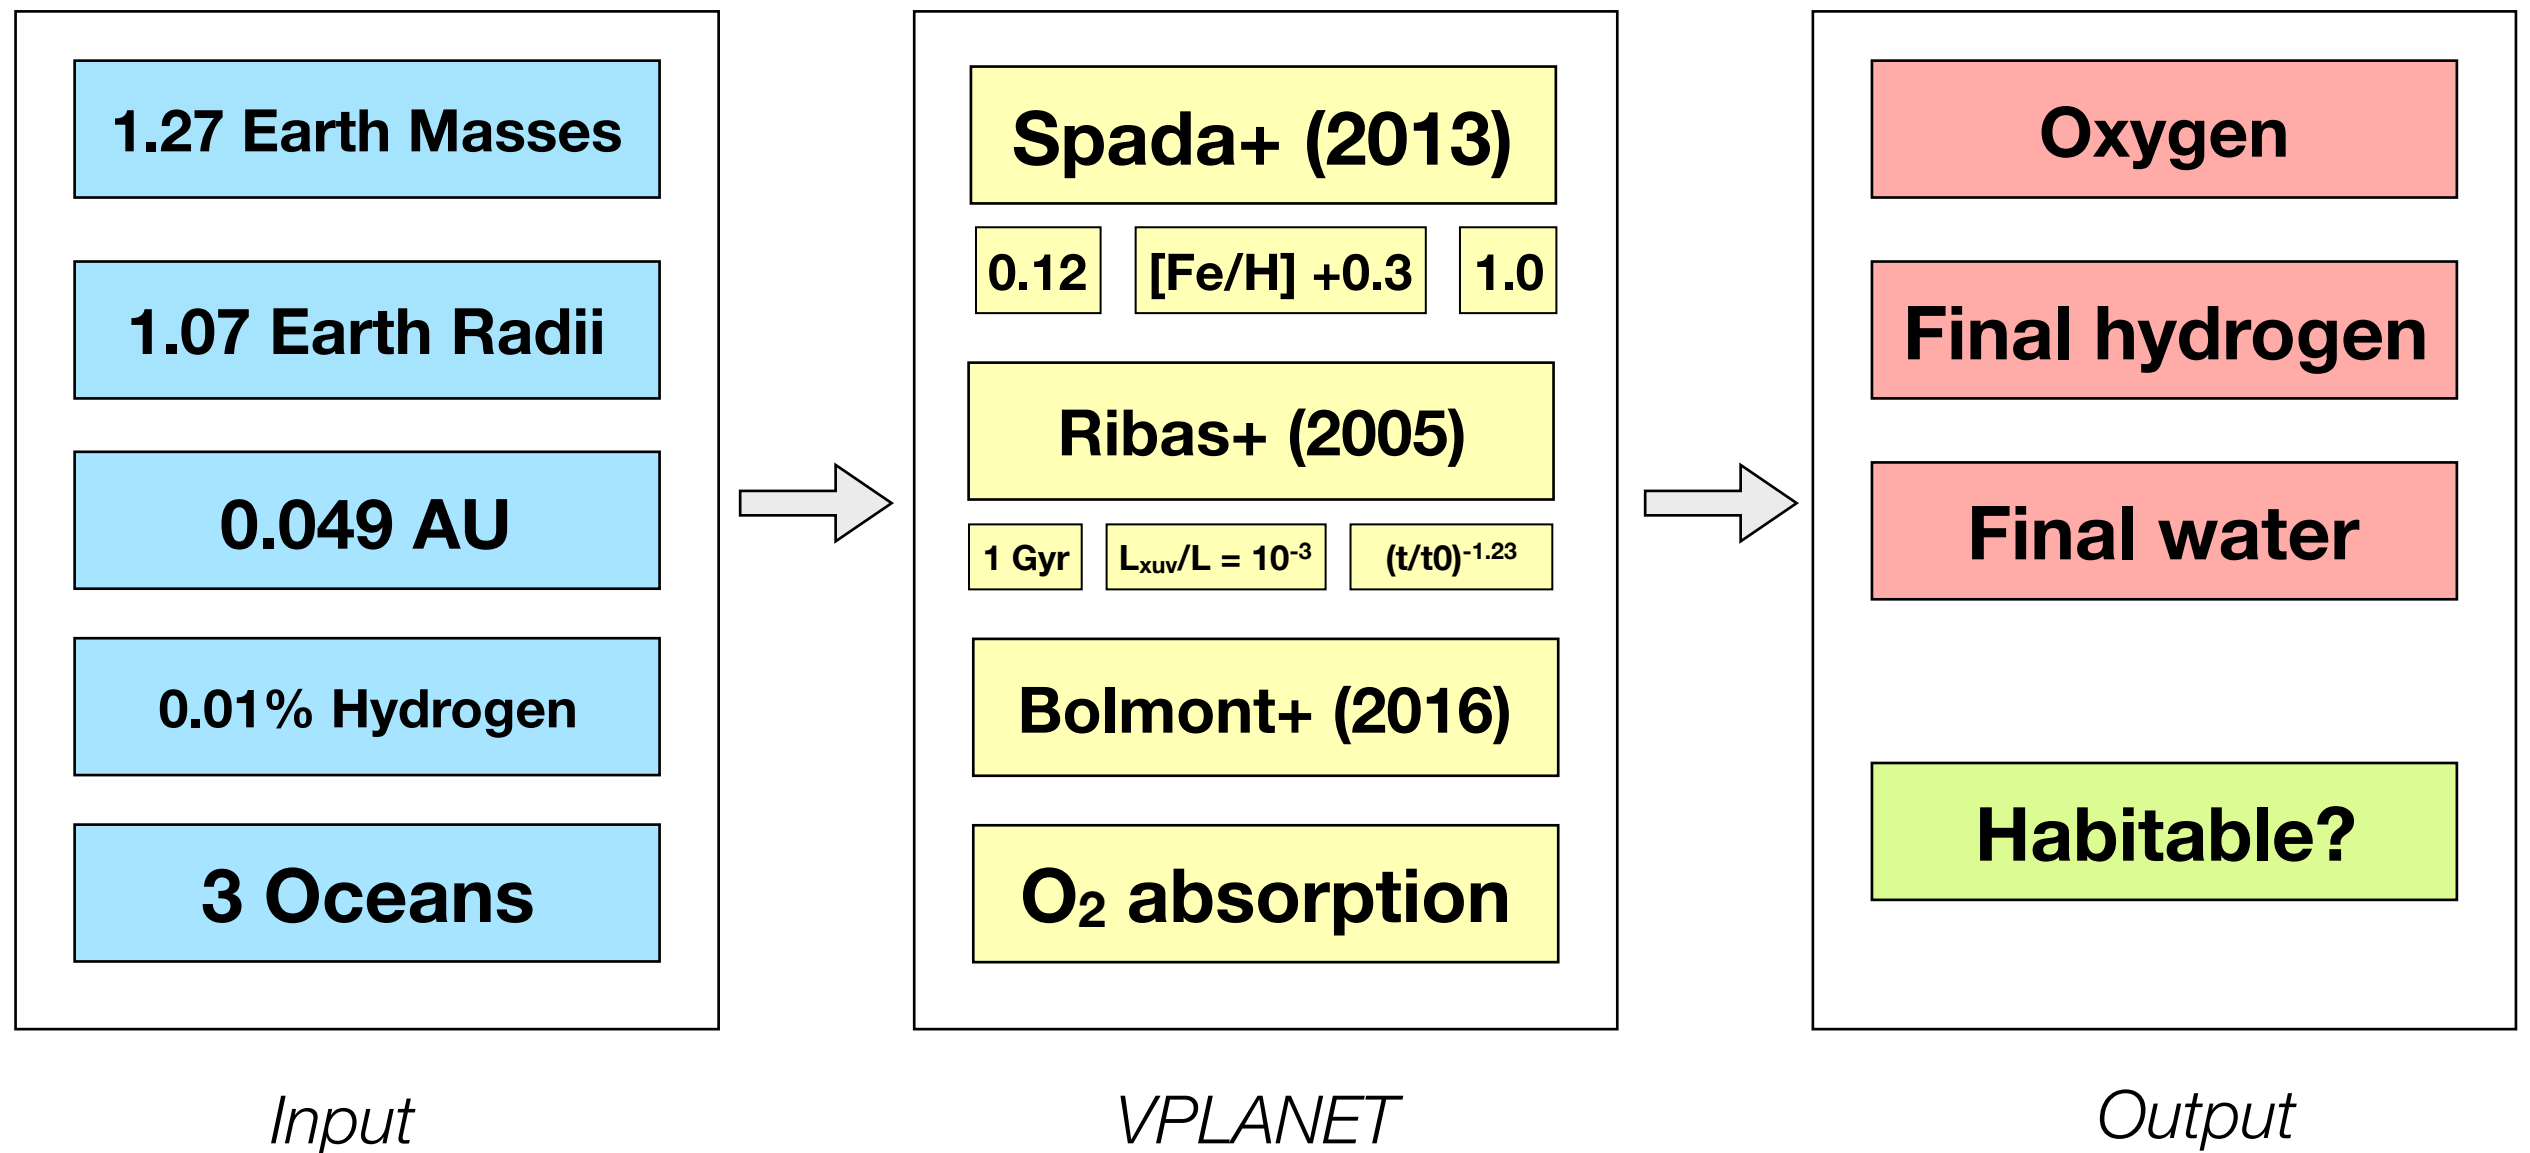 1.27 Earth Masses
1.07 Earth Radii
0.049 AU
0.01% Hydrogen
3 Oceans
Input
Spada+ (2013)
0.12 [Fe/H] +0.3 1.0
Ribas+ (2005)
1 Gyr Lxuv/L = 10-3 (t/t0)-1.23
Bolmont+ (2016)
O2 absorption
VPLANET
Oxygen
Final hydrogen
Final water
Habitable?
Output